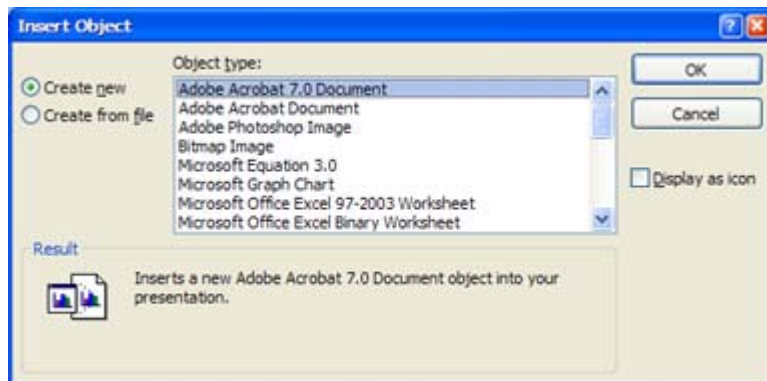 Insert Object
Object type:
Create new
Create from file
Adobe Acrobat 7.0 Document
Adobe Acrobat Document
Adobe Photoshop Image
Bitmap Image
Microsoft Equation 3.0
Microsoft Graph Chart
Microsoft Office Excel 97-2003 Worksheet
Microsoft Office Excel Binary Worksheet
OK
Cancel
Display as icon
Result
Inserts a new Adobe Acrobat 7.0 Document object into your
presentation.